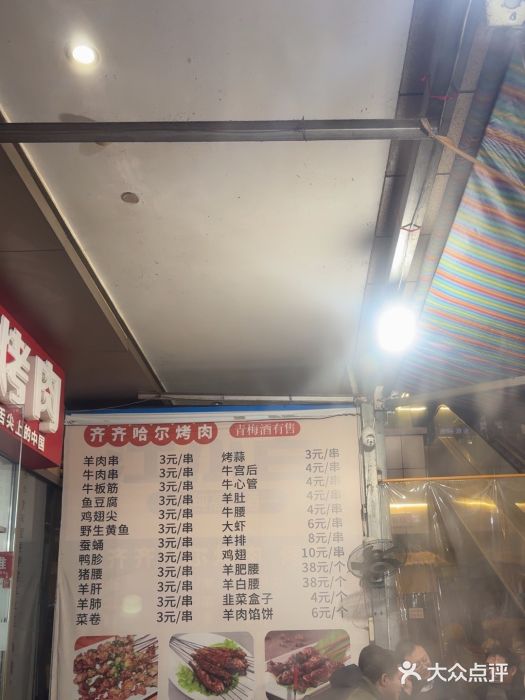 烤肉
舌尖上的中国
齐齐哈尔烤肉 青梅酒有售
羊肉串 3元/串
牛肉串 3元/串
牛板筋 3元/串
鱼豆腐 3元/串
鸡翅尖 3元/串
野生黄鱼 3元/串
蚕蛹 3元/串
鸭胗 3元/串
猪腰 3元/串
羊肝 3元/串
羊肺 3元/串
菜卷 3元/串
烤蒜 3元/串
牛宫后 4元/串
牛心管 4元/串
羊肚 4元/串
牛腰 4元/串
大虾 6元/串
羊排 8元/串
鸡翅 10元/串
羊肥腰 38元/个
羊白腰 38元/个
韭菜盒子 4元/个
羊肉馅饼 6元/个
大众点评